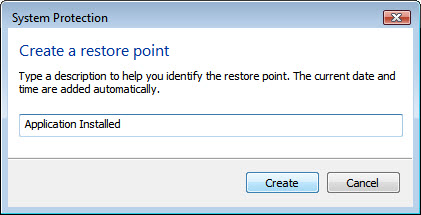 System Protection
Create a restore point
Type a description to help you identify the restore point. The current date and
time are added automatically.
Application Installed
Create
Cancel